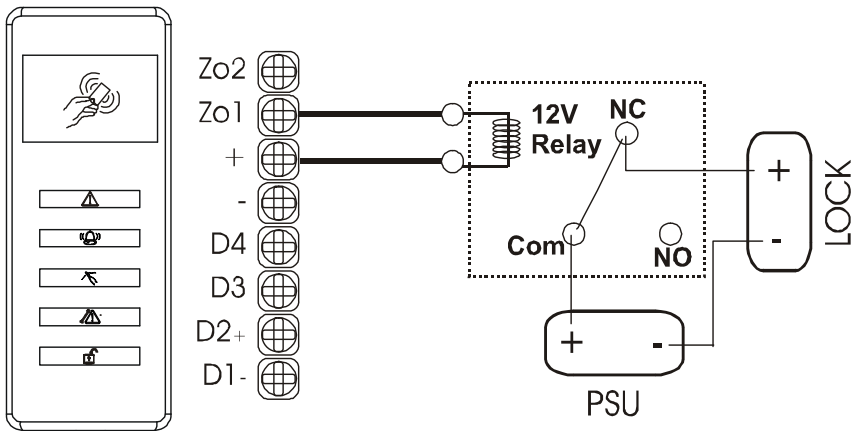 Zo2
Zo1
+
-
D4
D3
D2+
D1-
12V
Relay
NC
Com
NO
+
-
LOCK
+
-
PSU